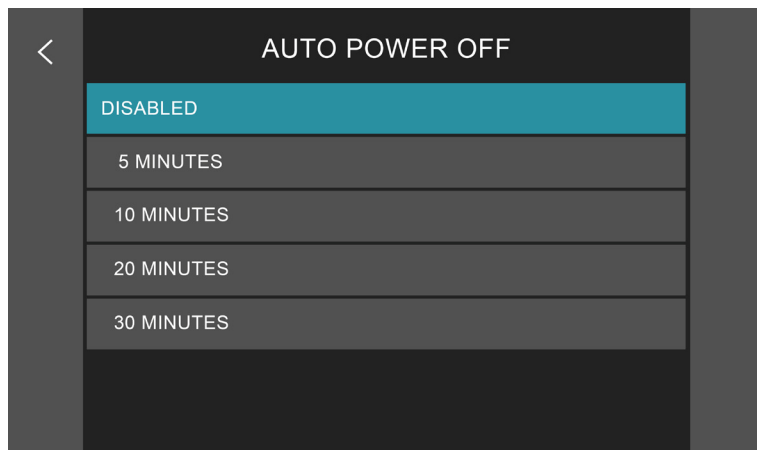 AUTO POWER OFF
DISABLED
5 MINUTES
10 MINUTES
20 MINUTES
30 MINUTES